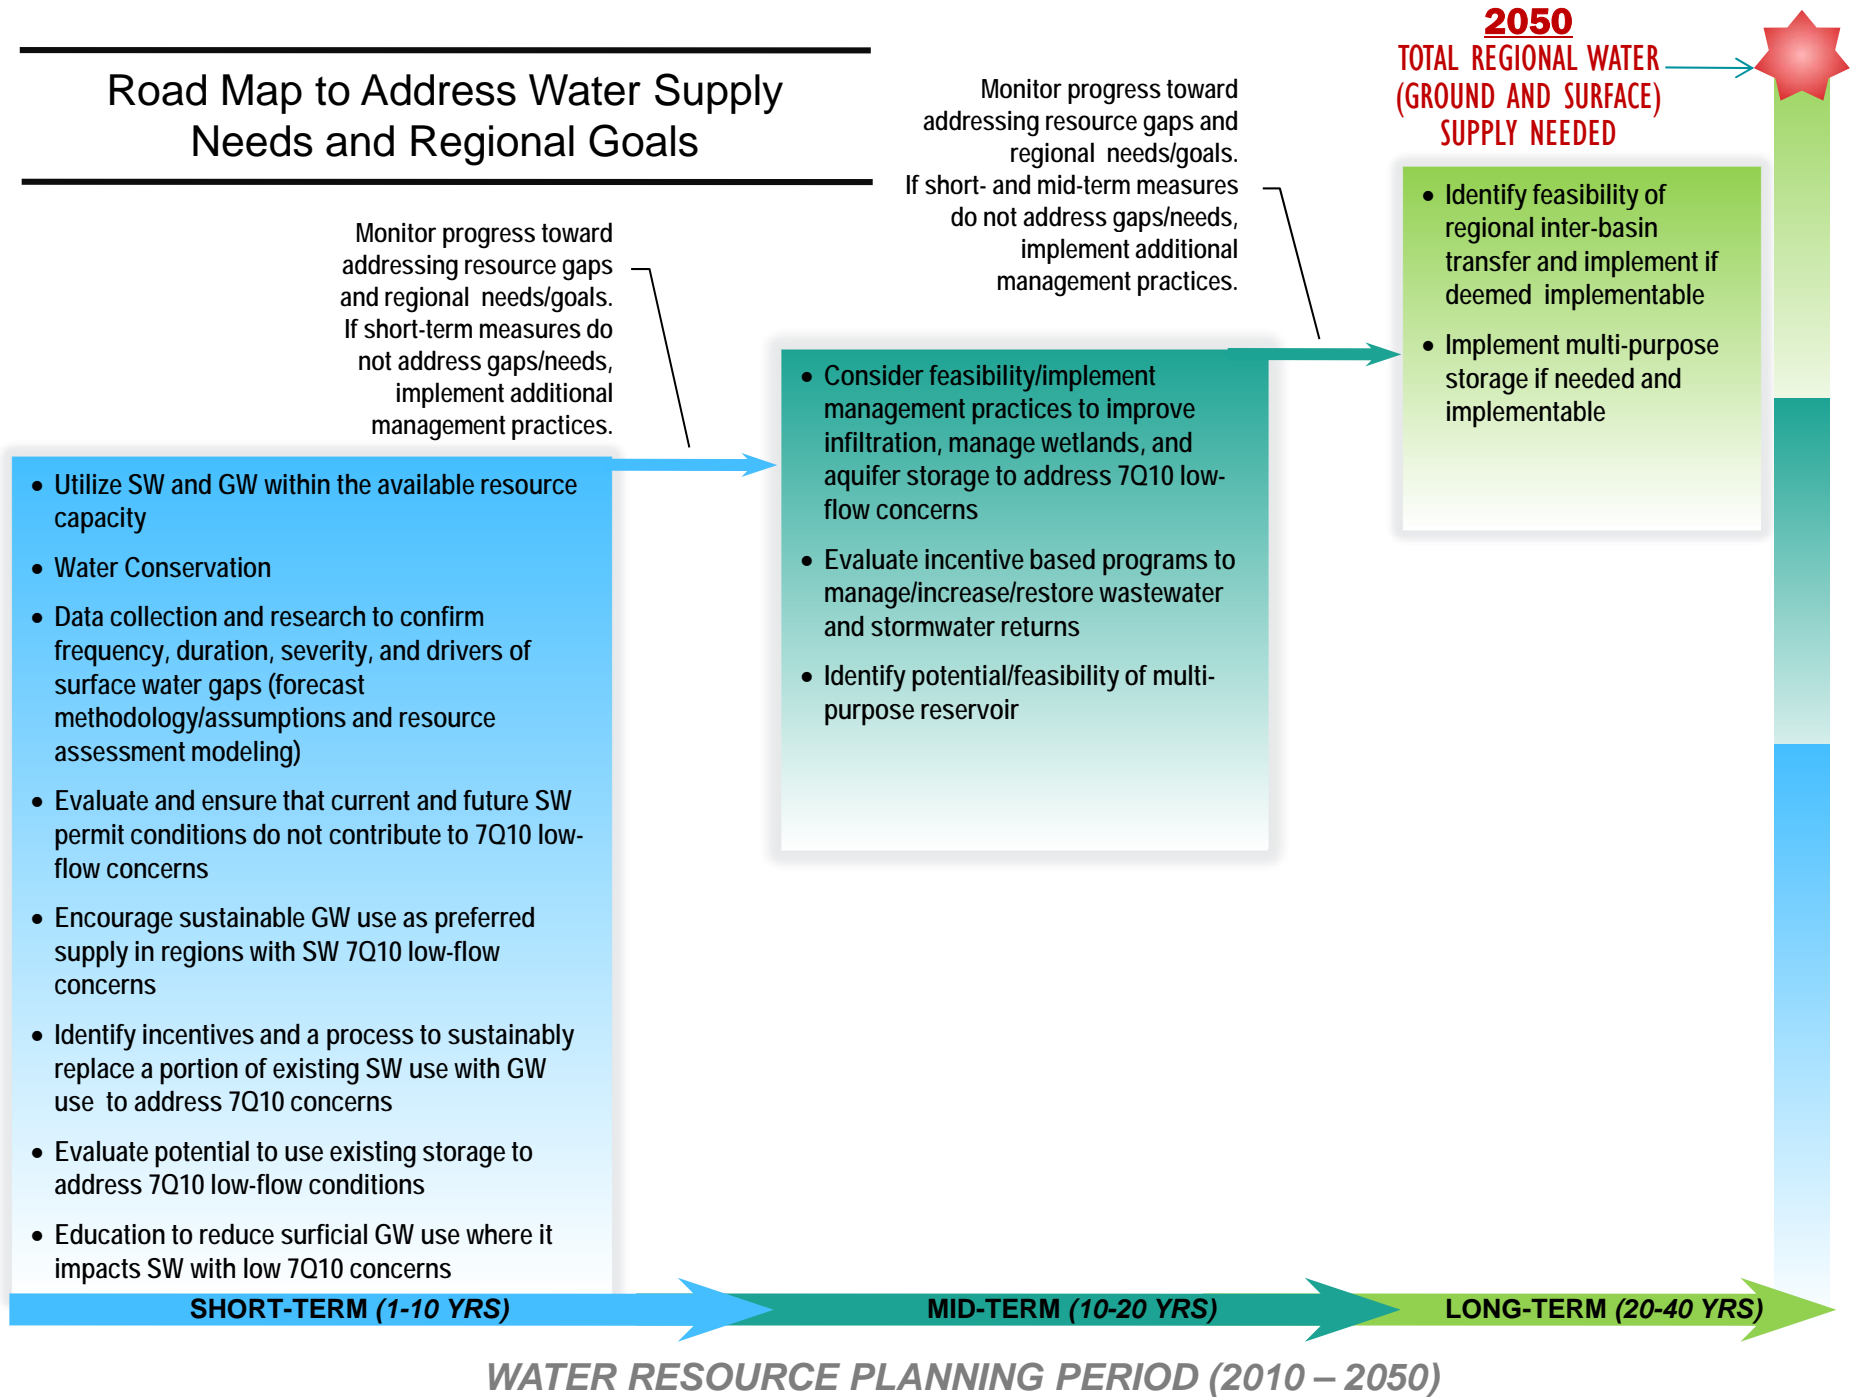 Road Map to Address Water Supply
Needs and Regional Goals
Monitor progress toward
addressing resource gaps
and regional needs/goals.
If short-term measures do
not address gaps/needs,
implement additional
management practices.
Monitor progress toward
addressing resource gaps and
regional needs/goals.
If short- and mid-term measures
do not address gaps/needs,
implement additional
management practices.
2050
TOTAL REGIONAL WATER
(GROUND AND SURFACE)
SUPPLY NEEDED
• Utilize SW and GW within the available resource
capacity
• Water Conservation
• Data collection and research to confirm
frequency, duration, severity, and drivers of
surface water gaps (forecast
methodology/assumptions and resource
assessment modeling)
• Evaluate and ensure that current and future SW
permit conditions do not contribute to 7Q10 low-
flow concerns
• Encourage sustainable GW use as preferred
supply in regions with SW 7Q10 low-flow
concerns
• Identify incentives and a process to sustainably
replace a portion of existing SW use with GW
use to address 7Q10 concerns
• Evaluate potential to use existing storage to
address 7Q10 low-flow conditions
• Education to reduce surficial GW use where it
impacts SW with low 7Q10 concerns
• Consider feasibility/implement
management practices to improve
infiltration, manage wetlands, and
aquifer storage to address 7Q10 low-
flow concerns
• Evaluate incentive based programs to
manage/increase/restore wastewater
and stormwater returns
• Identify potential/feasibility of multi-
purpose reservoir
• Identify feasibility of
regional inter-basin
transfer and implement if
deemed implementable
• Implement multi-purpose
storage if needed and
implementable
SHORT-TERM (1-10 YRS)
MID-TERM (10-20 YRS)
LONG-TERM (20-40 YRS)
WATER RESOURCE PLANNING PERIOD (2010 – 2050)